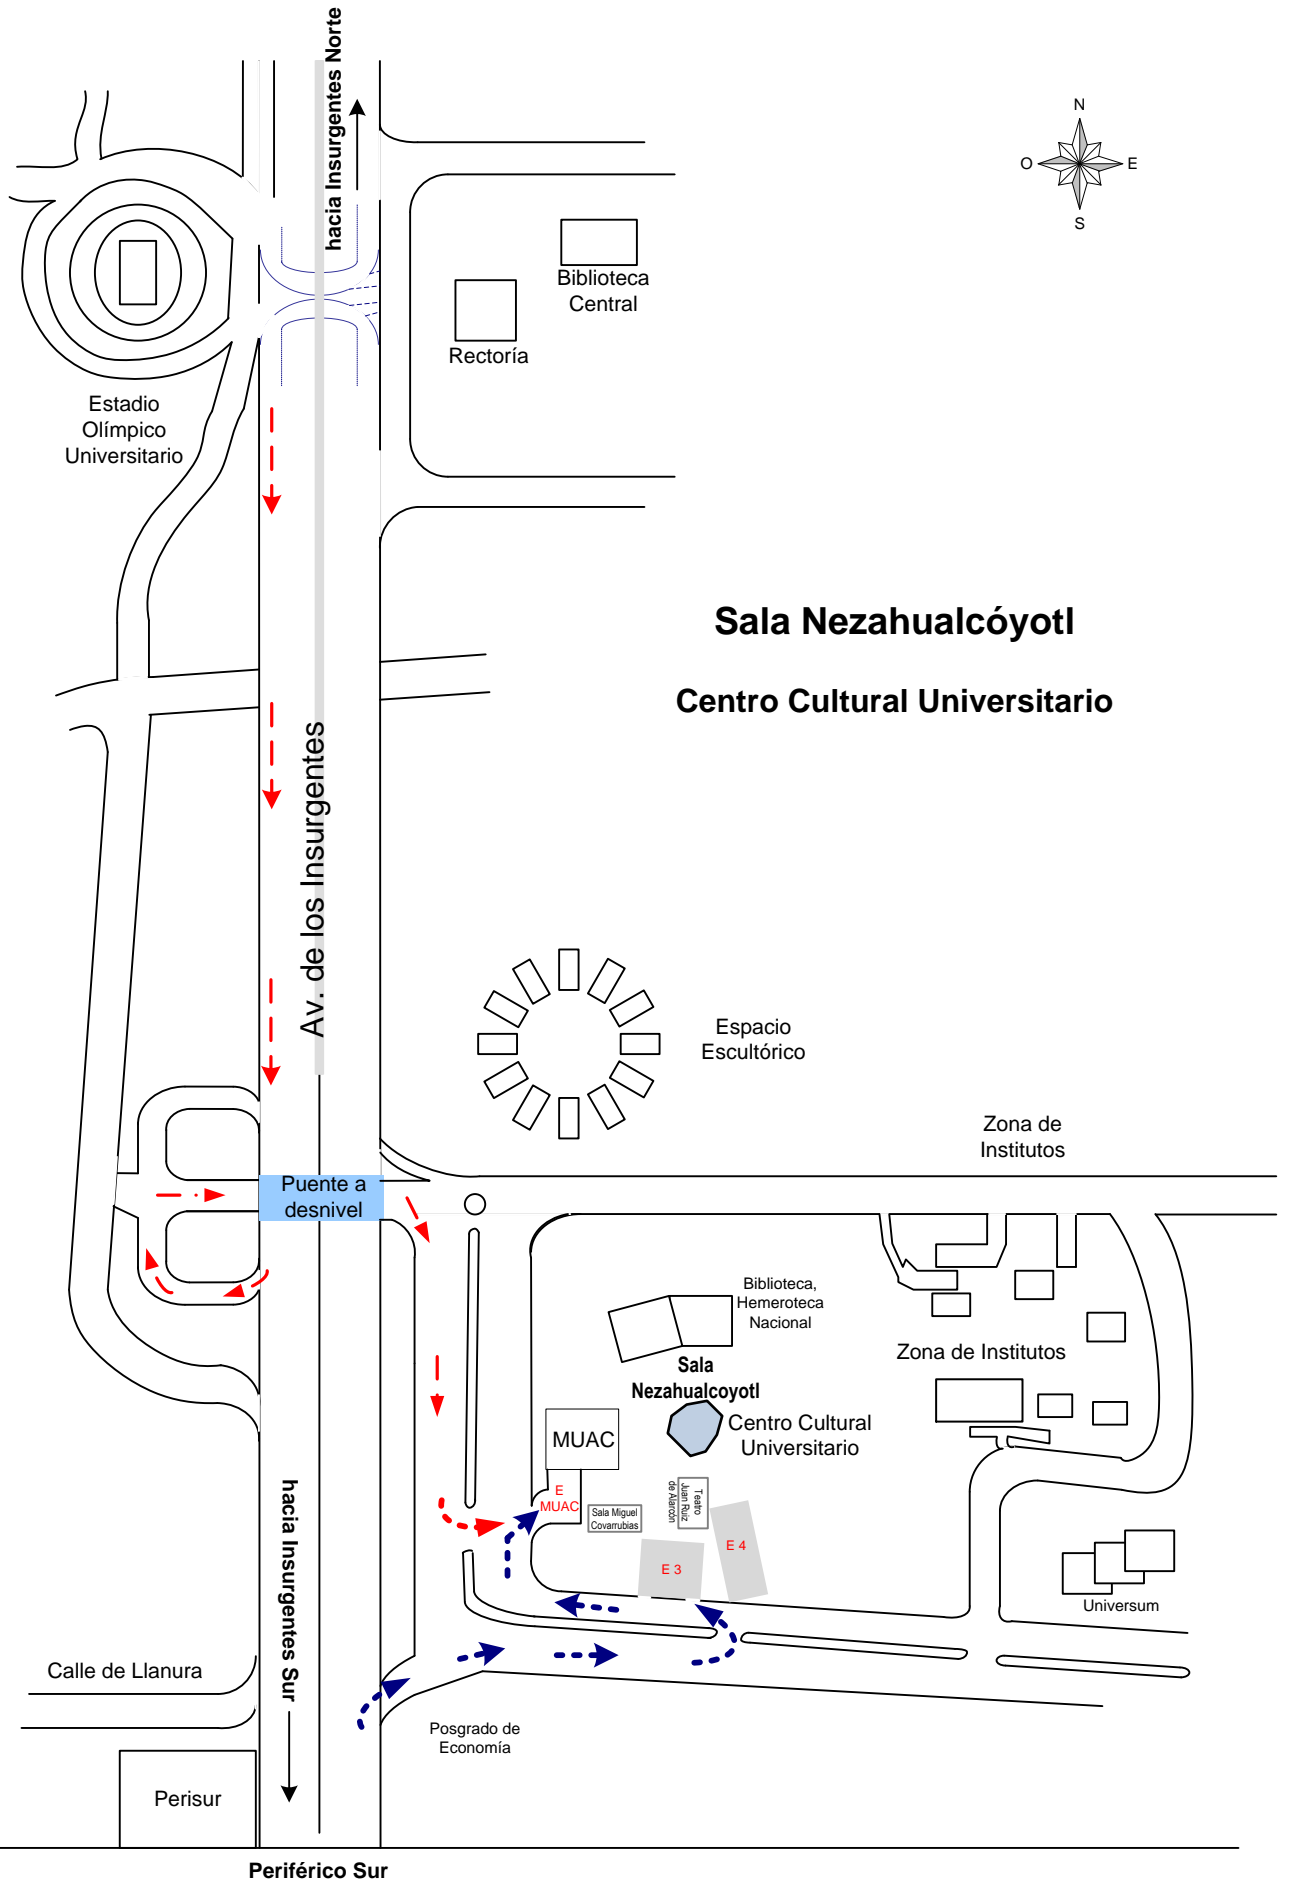 hacia Insurgentes Norte
N
O
E
S
Biblioteca
Central
Rectoría
Estadio
Olímpico
Universitario
Sala Nezahualcóyotl
Centro Cultural Universitario
Av. de los Insurgentes
Espacio
Escultórico
Zona de
Institutos
Puente a
desnivel
Biblioteca,
Hemeroteca
Nacional
Zona de Institutos
Sala
Nezahualcoyotl
Centro Cultural
Universitario
MUAC
E
MUAC
Sala Miguel
Covarrubias
Teatro
Juan Ruiz
de Alarcón
E 3
E 4
Universum
hacia Insurgentes Sur
Calle de Llanura
Posgrado de
Economía
Perisur
Periférico Sur